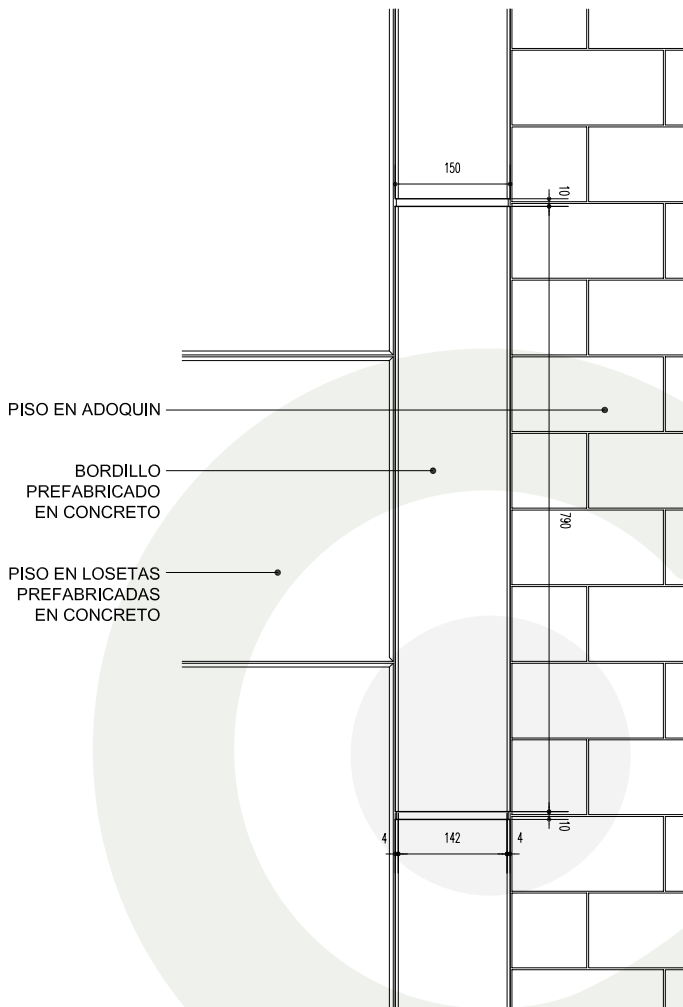 150
10
PISO EN ADOQUIN
BORDILLO
PREFABRICADO
EN CONCRETO
790
PISO EN LOSETAS
PREFABRICADAS
EN CONCRETO
10
4
142
4